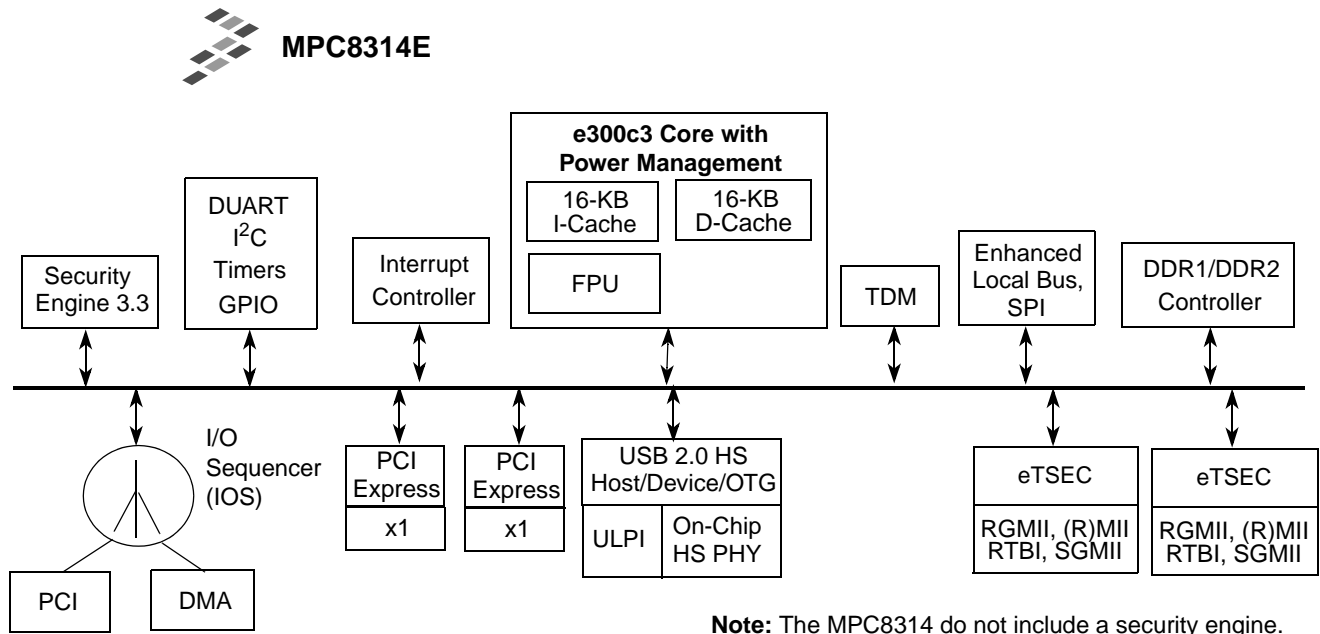 MPC8314E
e300c3 Core with
Power Management
16-KB
I-Cache
16-KB
D-Cache
FPU
Security
Engine 3.3
DUART
I2C
Timers
GPIO
Interrupt
Controller
TDM
Enhanced
Local Bus,
SPI
DDR1/DDR2
Controller
I/O
Sequencer
(IOS)
PCI
DMA
PCI
Express
x1
PCI
Express
x1
USB 2.0 HS
Host/Device/OTG
ULPI
On-Chip
HS PHY
eTSEC
RGMII, (R)MII
RTBI, SGMII
eTSEC
RGMII, (R)MII
RTBI, SGMII
Note: The MPC8314 do not include a security engine.